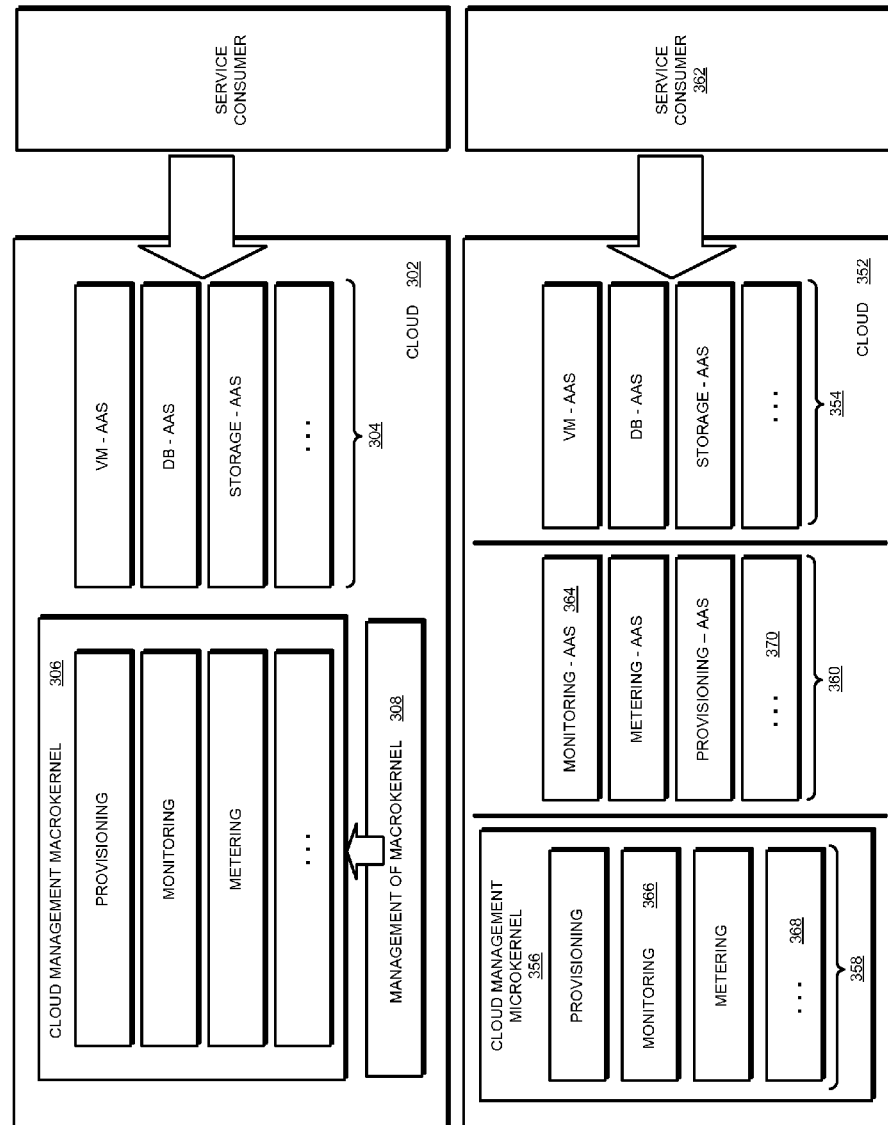 CLOUD MANAGEMENT MACROKERNEL 306
PROVISIONING
MONITORING
METERING
...
MANAGEMENT OF MACROKERNEL 308
VM - AAS
DB - AAS
STORAGE - AAS
...
304
CLOUD 302
SERVICE
CONSUMER
CLOUD MANAGEMENT
MICROKERNEL
356
PROVISIONING
MONITORING 366
METERING
... 368
358
MONITORING - AAS 364
METERING - AAS
PROVISIONING – AAS
... 370
360
VM - AAS
DB - AAS
STORAGE - AAS
...
354
CLOUD 352
SERVICE
CONSUMER
362